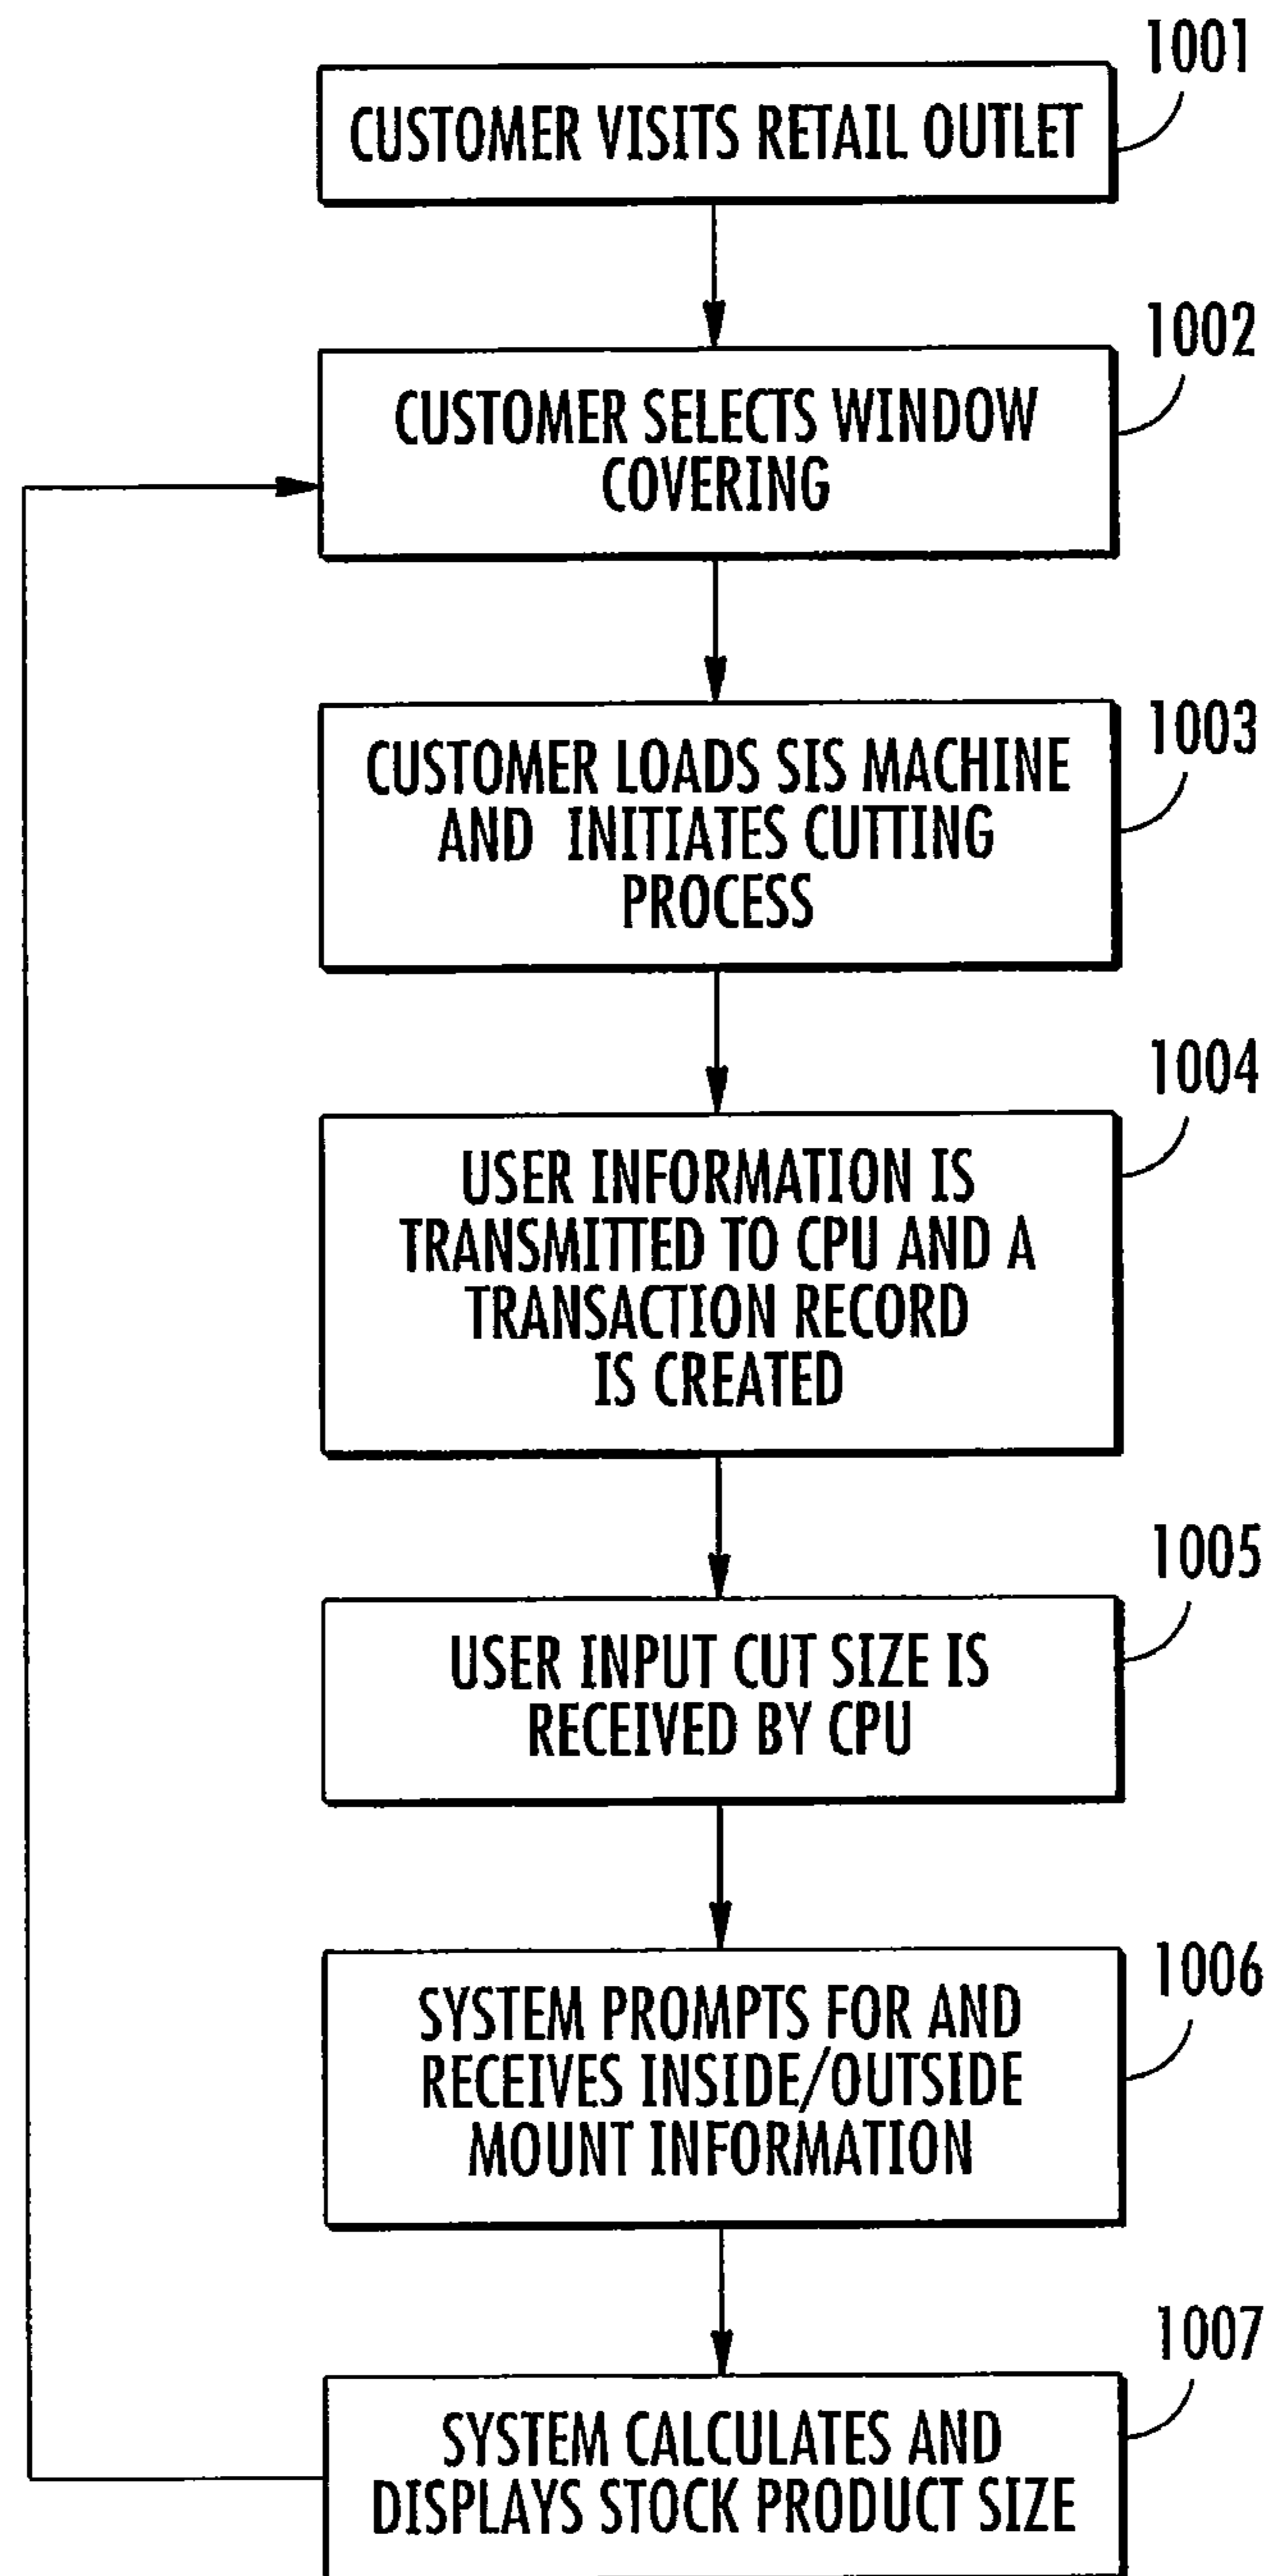 1001
CUSTOMER VISITS RETAIL OUTLET
1002
CUSTOMER SELECTS WINDOW
COVERING
1003
CUSTOMER LOADS SIS MACHINE
AND INITIATES CUTTING
PROCESS
1004
USER INFORMATION IS
TRANSMITTED TO CPU AND A
TRANSACTION RECORD
IS CREATED
1005
USER INPUT CUT SIZE IS
RECEIVED BY CPU
1006
SYSTEM PROMPTS FOR AND
RECEIVES INSIDE/OUTSIDE
MOUNT INFORMATION
1007
SYSTEM CALCULATES AND
DISPLAYS STOCK PRODUCT SIZE